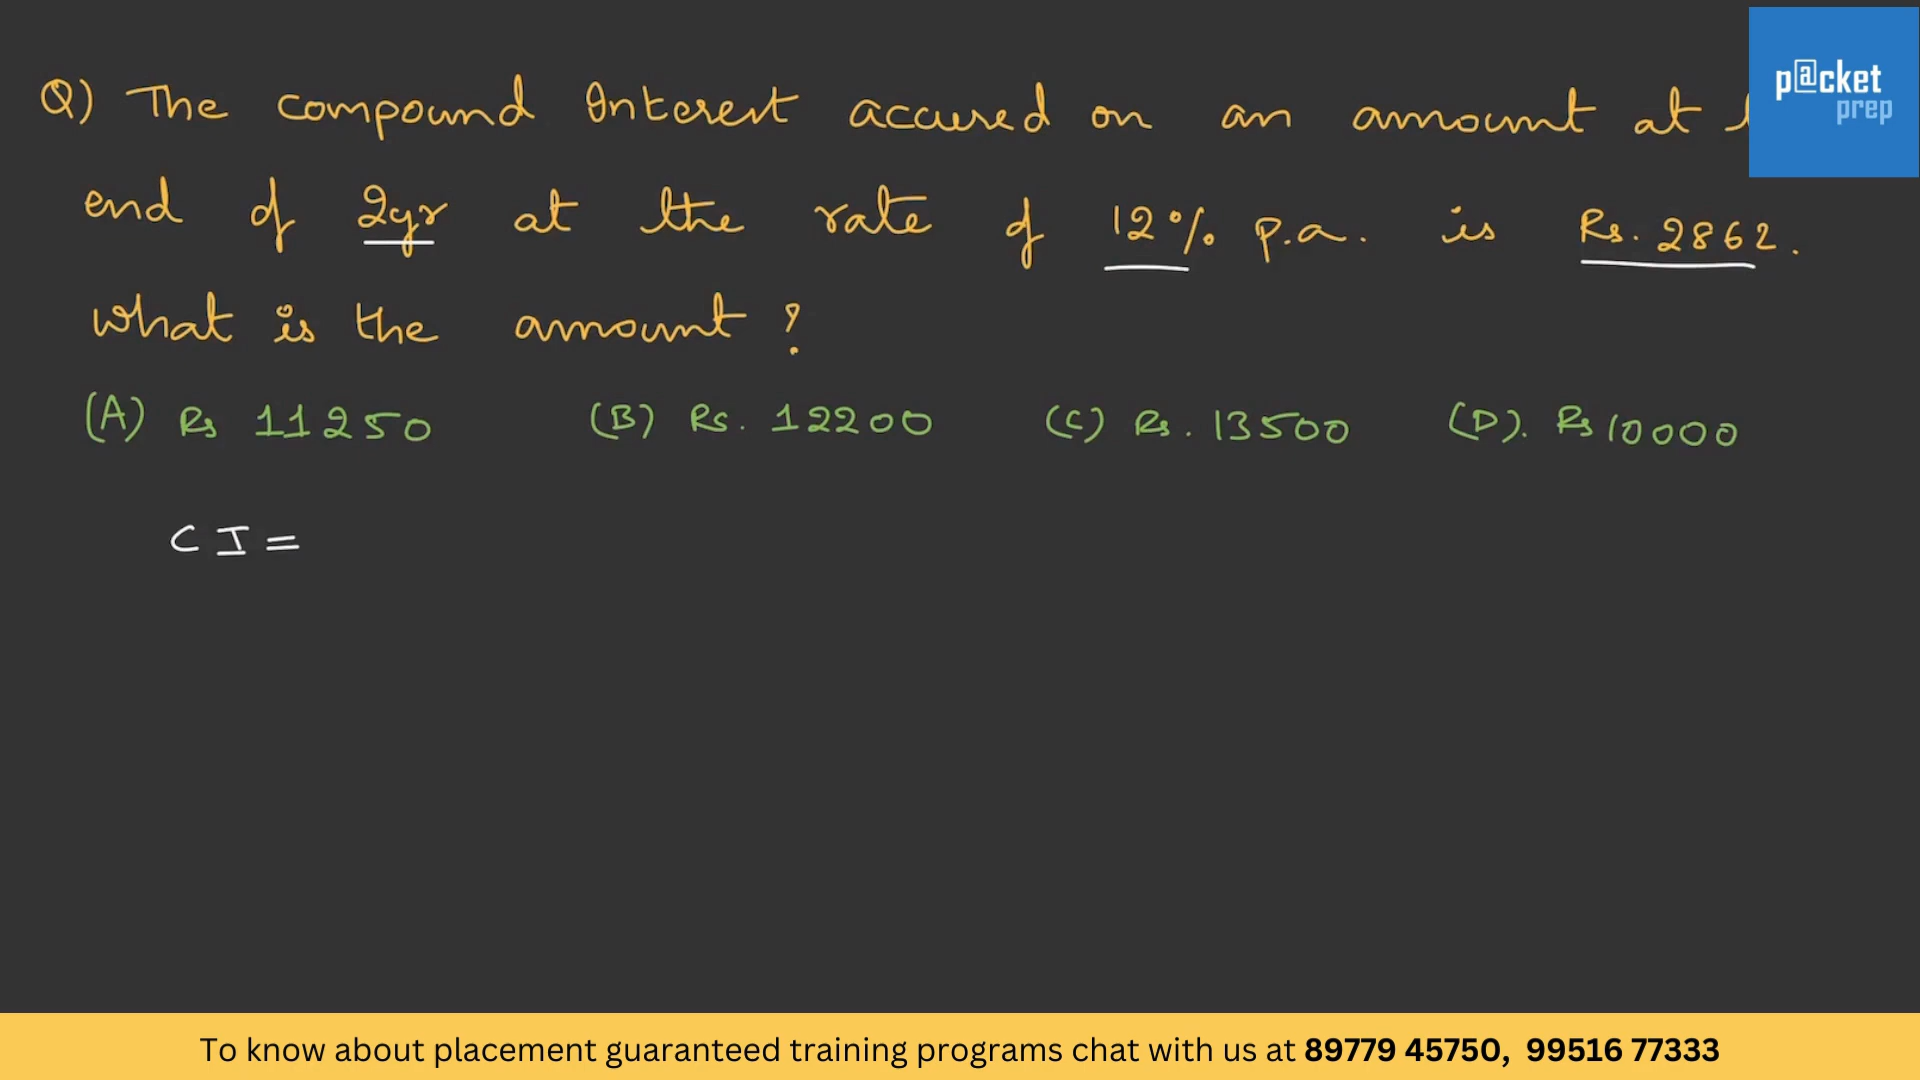 p@cket
prep
Q) The compound Interest accured on an amount at
end of 2yr at the rate of 12% p.a. is Rs. 2862.
what is the amount?
(A) Rs 11250 (B) Rs. 12200 (C) Rs. 13500 (D). Rs 10000
CI=
To know about placement guaranteed training programs chat with us at 89779 45750, 99516 77333